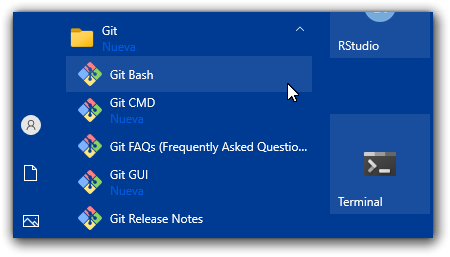 Git
Nueva
Git Bash
Git CMD
Nueva
Git FAQs (Frequently Asked Questio...
Git GUI
Nueva
Git Release Notes
RStudio
Terminal